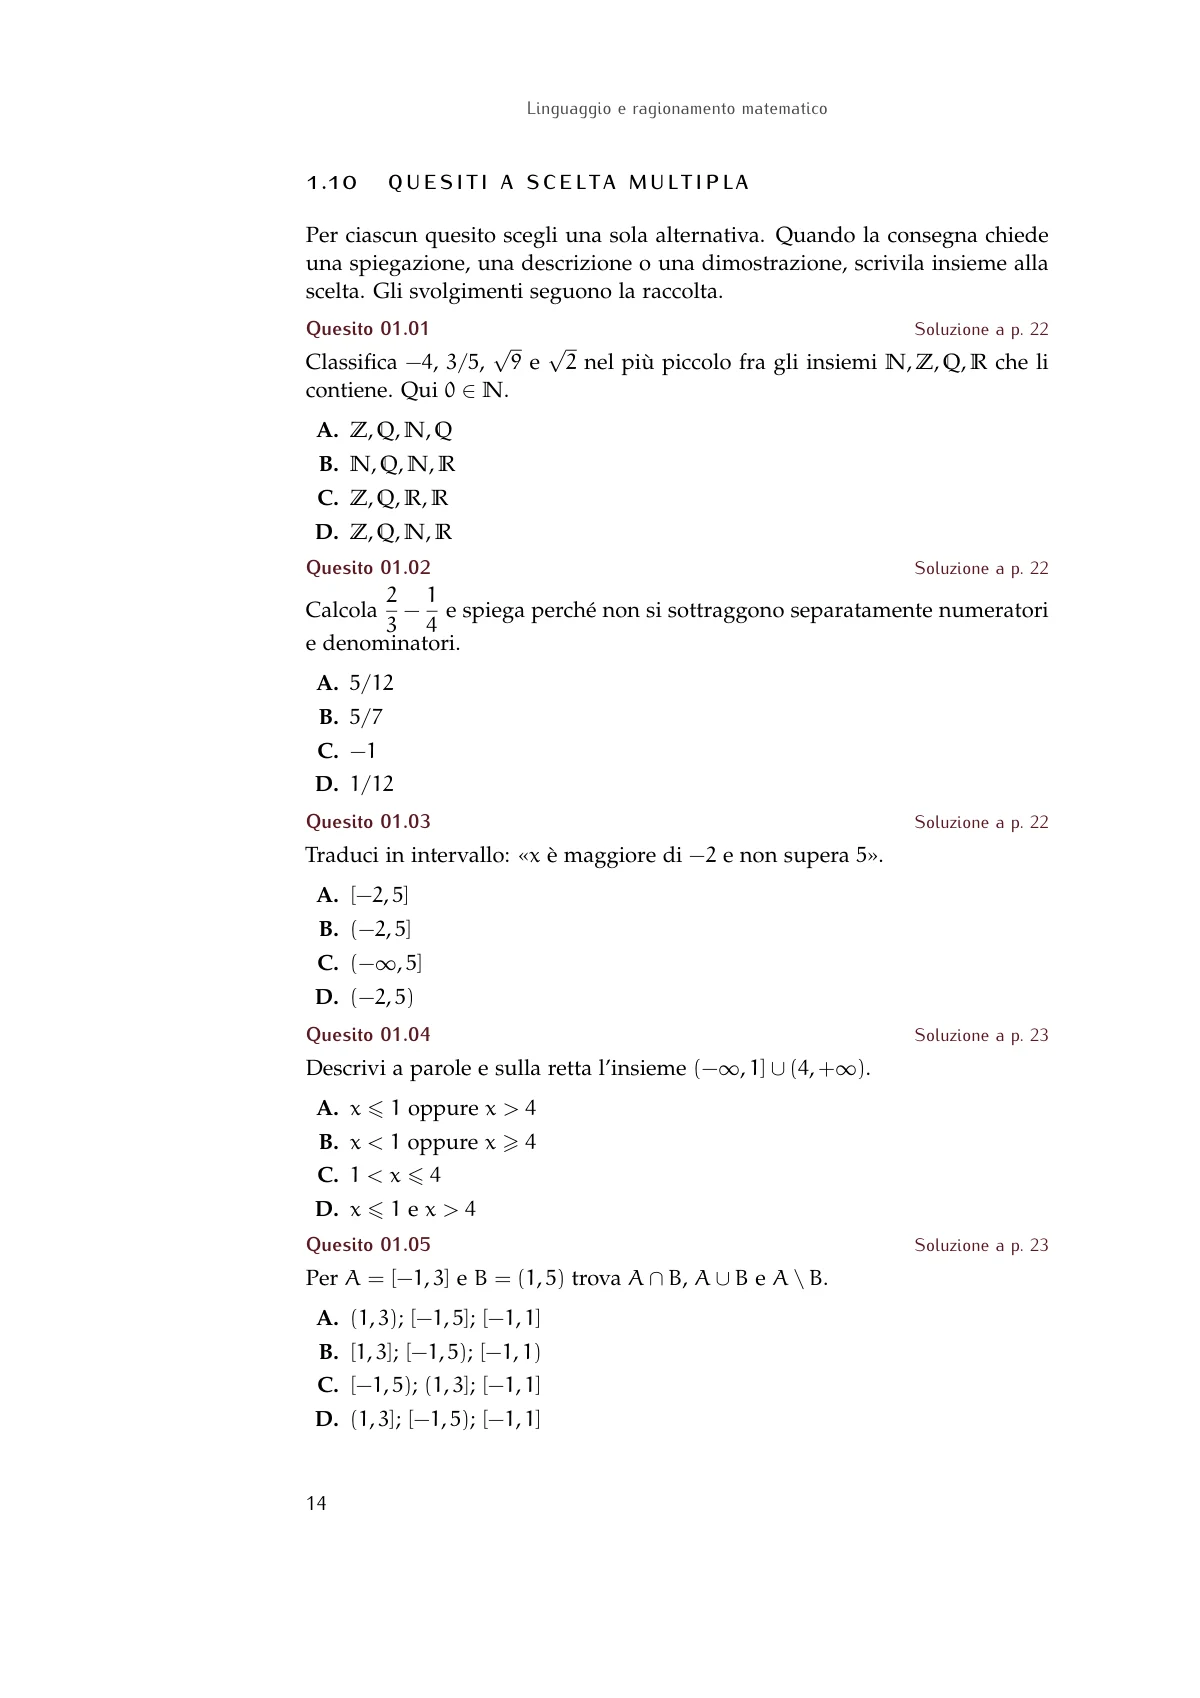 Linguaggio e ragionamento matematico
1.10 QUESITI A SCELTA MULTIPLA
Per ciascun quesito scegli una sola alternativa. Quando la consegna chiede
una spiegazione, una descrizione o una dimostrazione, scrivila insieme alla
scelta. Gli svolgimenti seguono la raccolta.
Quesito 01.01 Soluzione a p. 22
Classifica −4, 3/5, √9 e √2 nel più piccolo fra gli insiemi ℕ, ℤ, ℚ, ℝ che li
contiene. Qui 0 ∈ ℕ.
A. ℤ, ℚ, ℕ, ℚ
B. ℕ, ℚ, ℕ, ℝ
C. ℤ, ℚ, ℝ, ℝ
D. ℤ, ℚ, ℕ, ℝ
Quesito 01.02 Soluzione a p. 22
Calcola 2/3 − 1/4 e spiega perché non si sottraggono separatamente numeratori
e denominatori.
A. 5/12
B. 5/7
C. −1
D. 1/12
Quesito 01.03 Soluzione a p. 22
Traduci in intervallo: «x è maggiore di −2 e non supera 5».
A. [−2, 5]
B. (−2, 5]
C. (−∞, 5]
D. (−2, 5)
Quesito 01.04 Soluzione a p. 23
Descrivi a parole e sulla retta l'insieme (−∞, 1] ∪ (4, +∞).
A. x ⩽ 1 oppure x > 4
B. x < 1 oppure x ⩾ 4
C. 1 < x ⩽ 4
D. x ⩽ 1 e x > 4
Quesito 01.05 Soluzione a p. 23
Per A = [−1, 3] e B = (1, 5) trova A ∩ B, A ∪ B e A \ B.
A. (1, 3); [−1, 5]; [−1, 1]
B. [1, 3]; [−1, 5); [−1, 1)
C. [−1, 5); (1, 3]; [−1, 1]
D. (1, 3]; [−1, 5); [−1, 1]
14